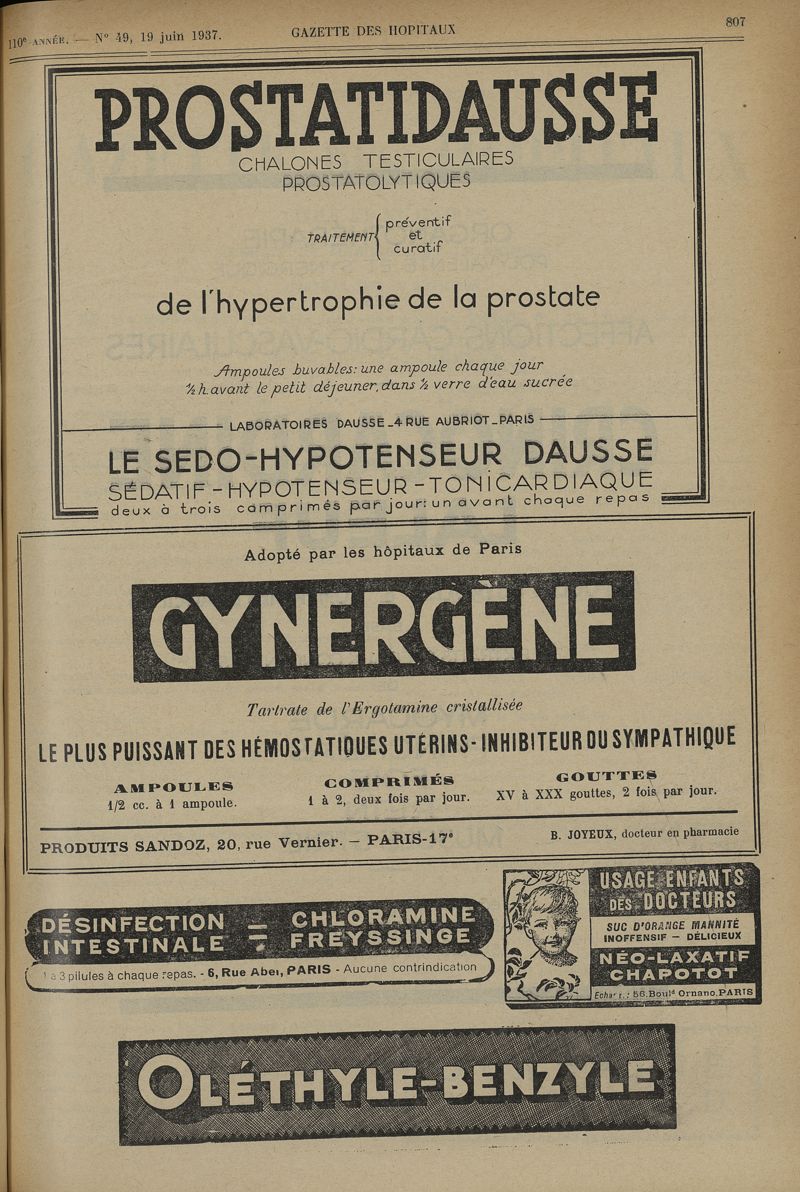 110e ANNÉE. — No 49, 19 juin 1937. GAZETTE DES HOPITAUX 807
PROSTATIDAUSSE
CHALONES TESTICULAIRES
PROSTATOLYTIQUES
TRAITEMENT { préventif
et
curatif
de l'hypertrophie de la prostate
Ampoules buvables: une ampoule chaque jour
½ h. avant le petit déjeuner, dans ½ verre d'eau sucrée
LABORATOIRES DAUSSE _ 4 RUE AUBRIOT _ PARIS
LE SEDO-HYPOTENSEUR DAUSSE
SÉDATIF - HYPOTENSEUR - TONICARDIAQUE
deux à trois comprimés par jour: un avant chaque repas
Adopté par les hôpitaux de Paris
GYNERGÈNE
Tartrate de l'Ergotamine cristallisée
LE PLUS PUISSANT DES HÉMOSTATIQUES UTÉRINS - INHIBITEUR DU SYMPATHIQUE
AMPOULES COMPRIMÉS GOUTTES
1/2 cc. à 1 ampoule. 1 à 2, deux fois par jour. XV à XXX gouttes, 2 fois par jour.
PRODUITS SANDOZ, 20, rue Vernier. — PARIS-17e B. JOYEUX, docteur en pharmacie
DÉSINFECTION = CHLORAMINE
INTESTINALE : FREYSSINGE
1 à 3 pilules à chaque repas. - 6, Rue Abel, PARIS - Aucune contrindication
USAGE ENFANTS
DES DOCTEURS
SUC D'ORANGE MANNITÉ
INOFFENSIF — DÉLICIEUX
NÉO-LAXATIF
CHAPOTOT
Echant.: 56, Bould Ornano, PARIS
OLÉTHYLE-BENZYLE